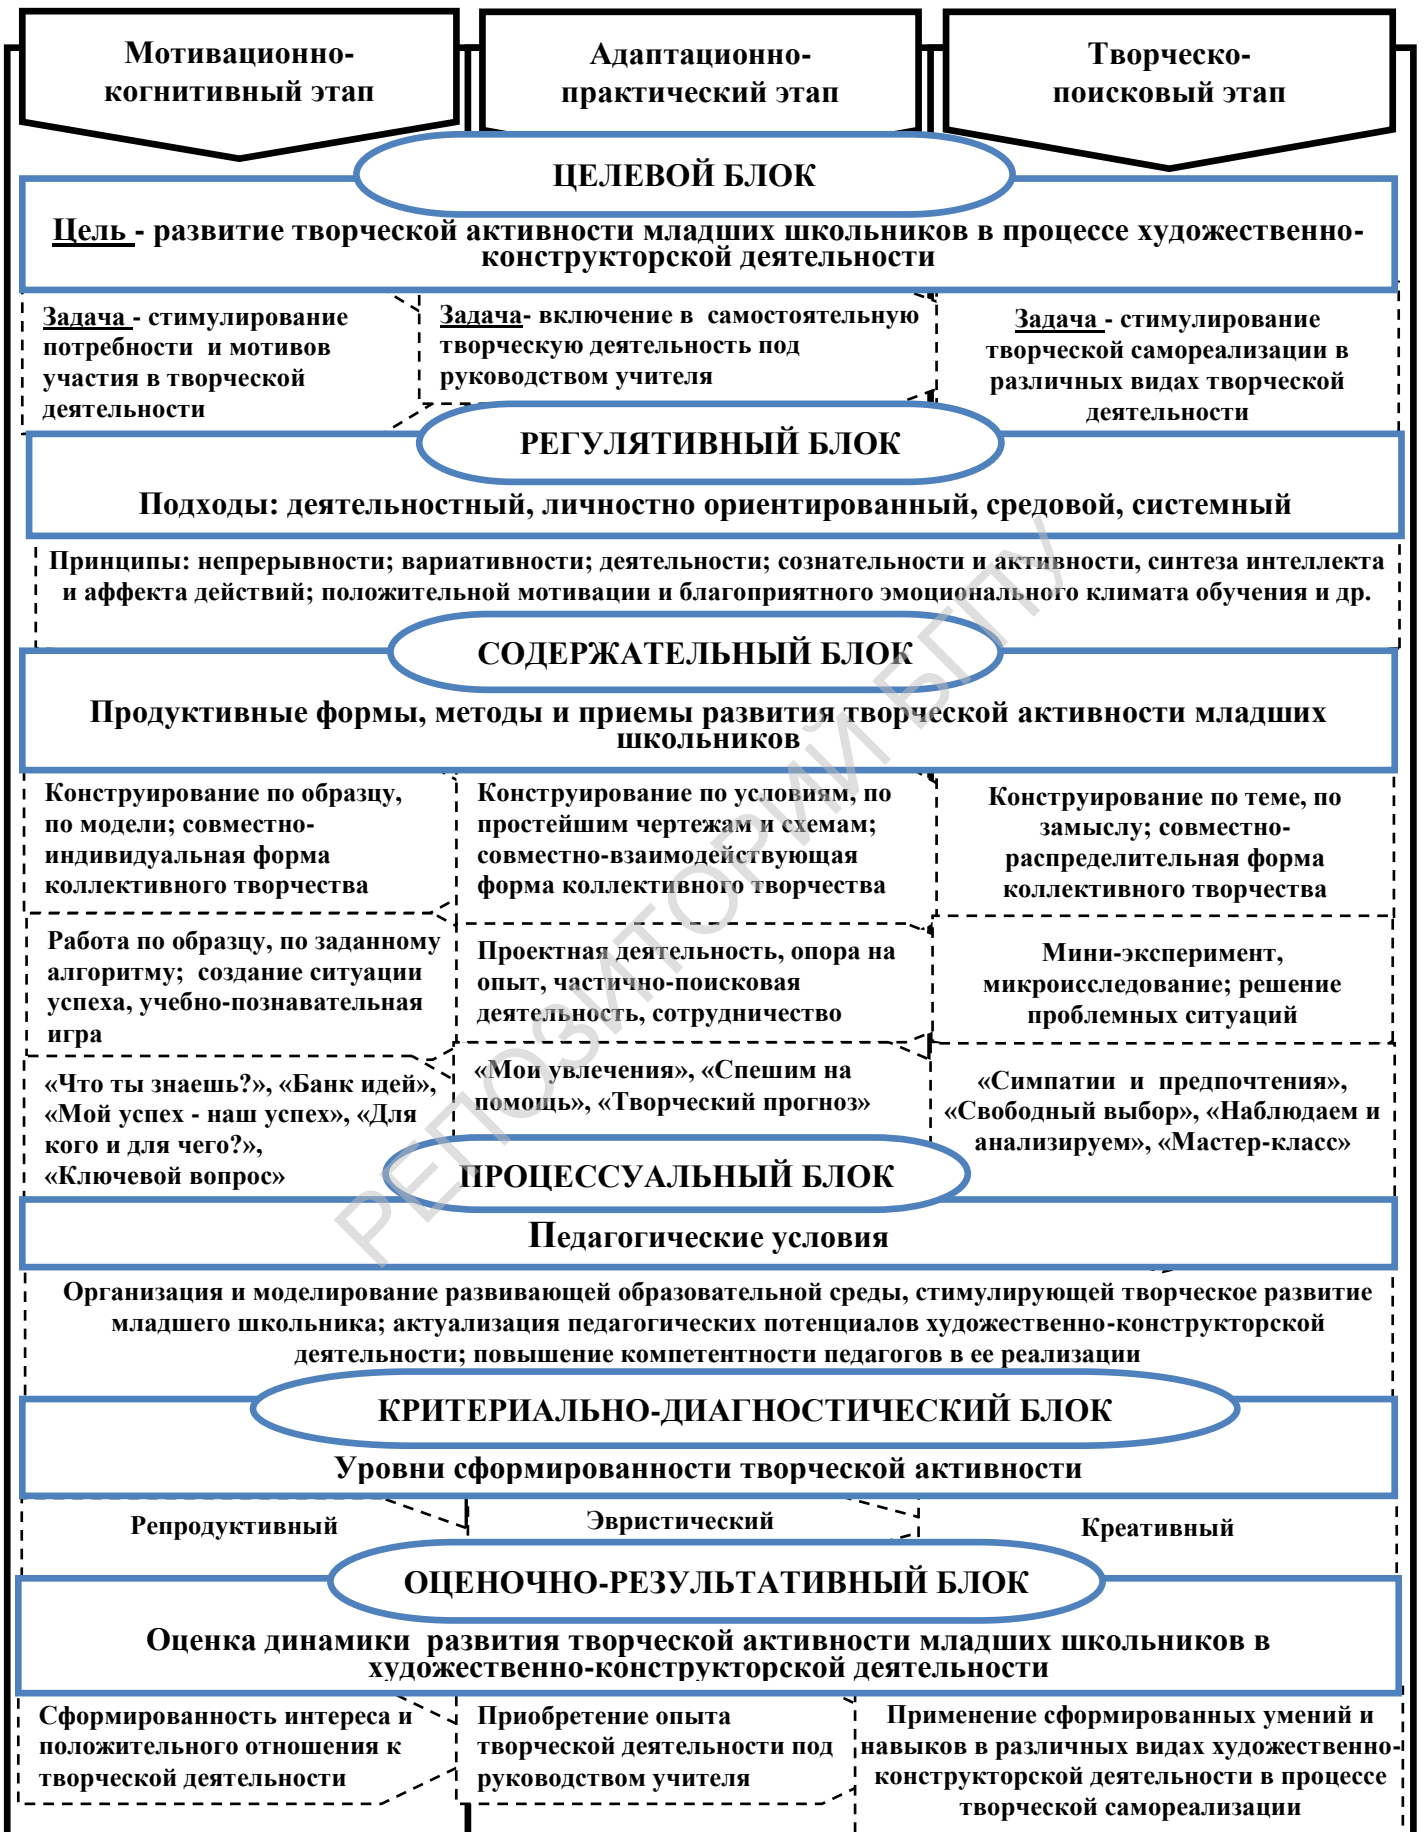 Мотивационно-
когнитивный этап
Адаптационно-
практический этап
Творческо-
поисковый этап
ЦЕЛЕВОЙ БЛОК
Цель - развитие творческой активности младших школьников в процессе художественно-
конструкторской деятельности
Задача - стимулирование
потребности и мотивов
участия в творческой
деятельности
Задача- включение в самостоятельную
творческую деятельность под
руководством учителя
Задача - стимулирование
творческой самореализации в
различных видах творческой
деятельности
РЕГУЛЯТИВНЫЙ БЛОК
Подходы: деятельностный, личностно ориентированный, средовой, системный
Принципы: непрерывности; вариативности; деятельности; сознательности и активности, синтеза интеллекта
и аффекта действий; положительной мотивации и благоприятного эмоционального климата обучения и др.
СОДЕРЖАТЕЛЬНЫЙ БЛОК
Продуктивные формы, методы и приемы развития творческой активности младших
школьников
Конструирование по образцу,
по модели; совместно-
индивидуальная форма
коллективного творчества
Конструирование по условиям, по
простейшим чертежам и схемам;
совместно-взаимодействующая
форма коллективного творчества
Конструирование по теме, по
замыслу; совместно-
распределительная форма
коллективного творчества
Работа по образцу, по заданному
алгоритму; создание ситуации
успеха, учебно-познавательная
игра
Проектная деятельность, опора на
опыт, частично-поисковая
деятельность, сотрудничество
Мини-эксперимент,
микроисследование; решение
проблемных ситуаций
«Что ты знаешь?», «Банк идей»,
«Мой успех - наш успех», «Для
кого и для чего?»,
«Ключевой вопрос»
«Мои увлечения», «Спешим на
помощь», «Творческий прогноз»
«Симпатии и предпочтения»,
«Свободный выбор», «Наблюдаем и
анализируем», «Мастер-класс»
ПРОЦЕССУАЛЬНЫЙ БЛОК
Педагогические условия
Организация и моделирование развивающей образовательной среды, стимулирующей творческое развитие
младшего школьника; актуализация педагогических потенциалов художественно-конструкторской
деятельности; повышение компетентности педагогов в ее реализации
КРИТЕРИАЛЬНО-ДИАГНОСТИЧЕСКИЙ БЛОК
Уровни сформированности творческой активности
Репродуктивный
Эвристический
Креативный
ОЦЕНОЧНО-РЕЗУЛЬТАТИВНЫЙ БЛОК
Оценка динамики развития творческой активности младших школьников в
художественно-конструкторской деятельности
Сформированность интереса и
положительного отношения к
творческой деятельности
Приобретение опыта
творческой деятельности под
руководством учителя
Применение сформированных умений и
навыков в различных видах художественно-
конструкторской деятельности в процессе
творческой самореализации
РЕПОЗИТОРИЙ БГПУ